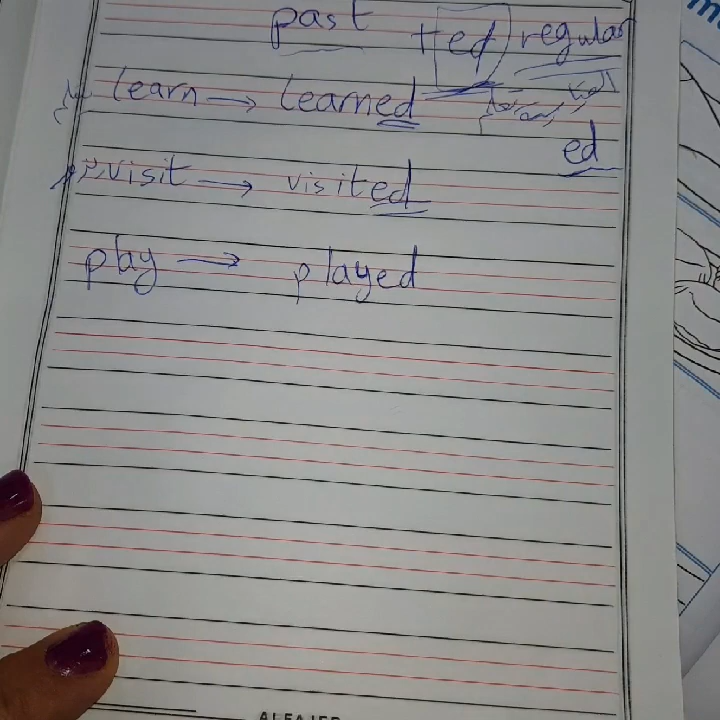 past +ed regular
learn → learned
ed
visit → visited
play → played